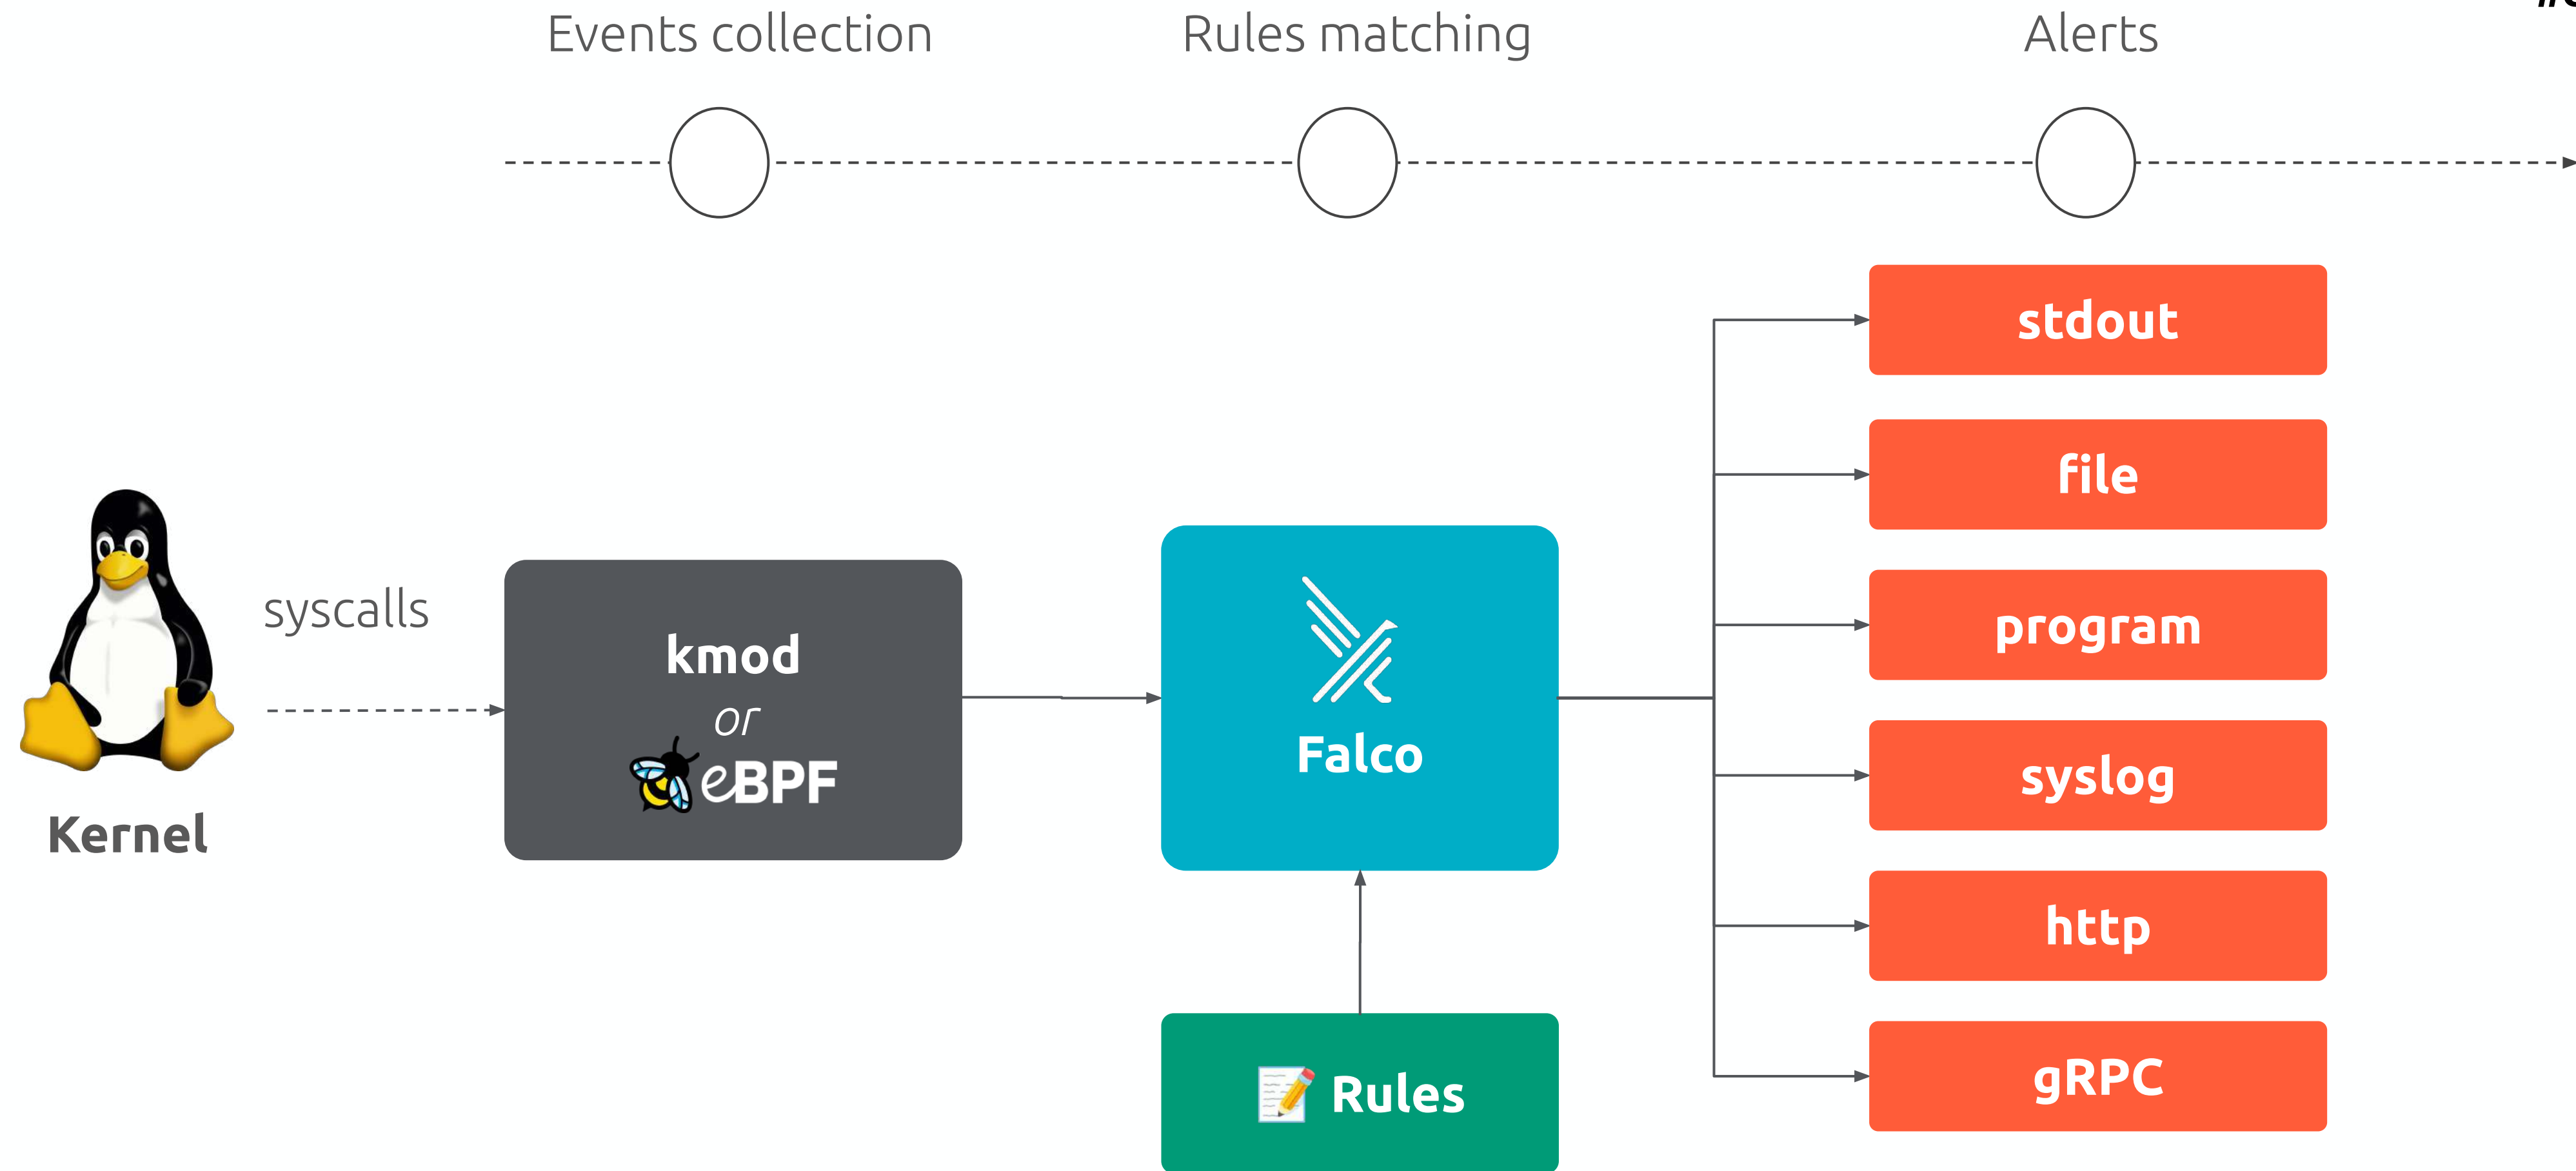 Events collection
Rules matching
Alerts
stdout
file
program
syslog
http
gRPC
syscalls
Kernel
kmod
or
eBPF
Falco
Rules